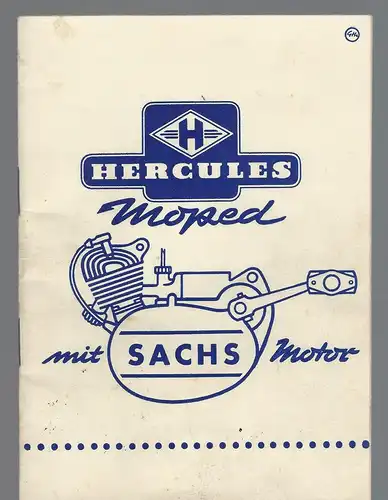 H
HERCULES
Moped
mit SACHS Motor